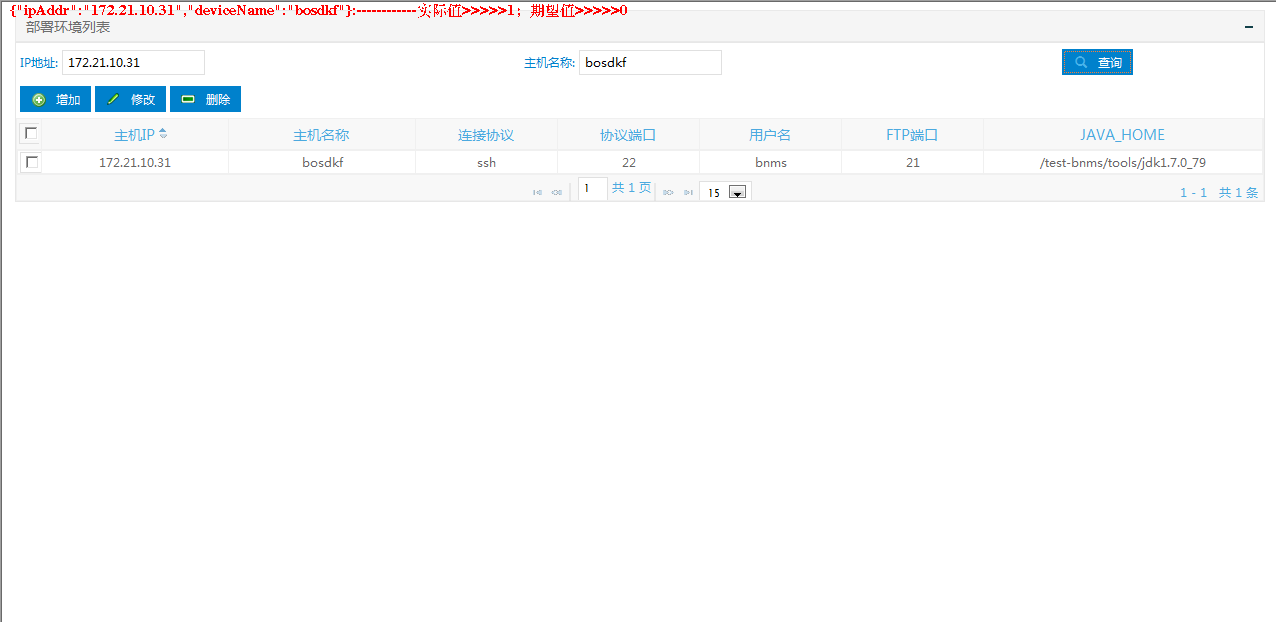 {"ipAddr":"172.21.10.31","deviceName":"bosdkf"}:------------实际值>>>>>1; 期望值>>>>>0
部署环境列表
IP地址: 172.21.10.31 主机名称: bosdkf 查询
增加 修改 删除
主机IP 主机名称 连接协议 协议端口 用户名 FTP端口 JAVA_HOME
172.21.10.31 bosdkf ssh 22 bnms 21 /test-bnms/tools/jdk1.7.0_79
1 共 1 页 15 1 - 1 共 1 条